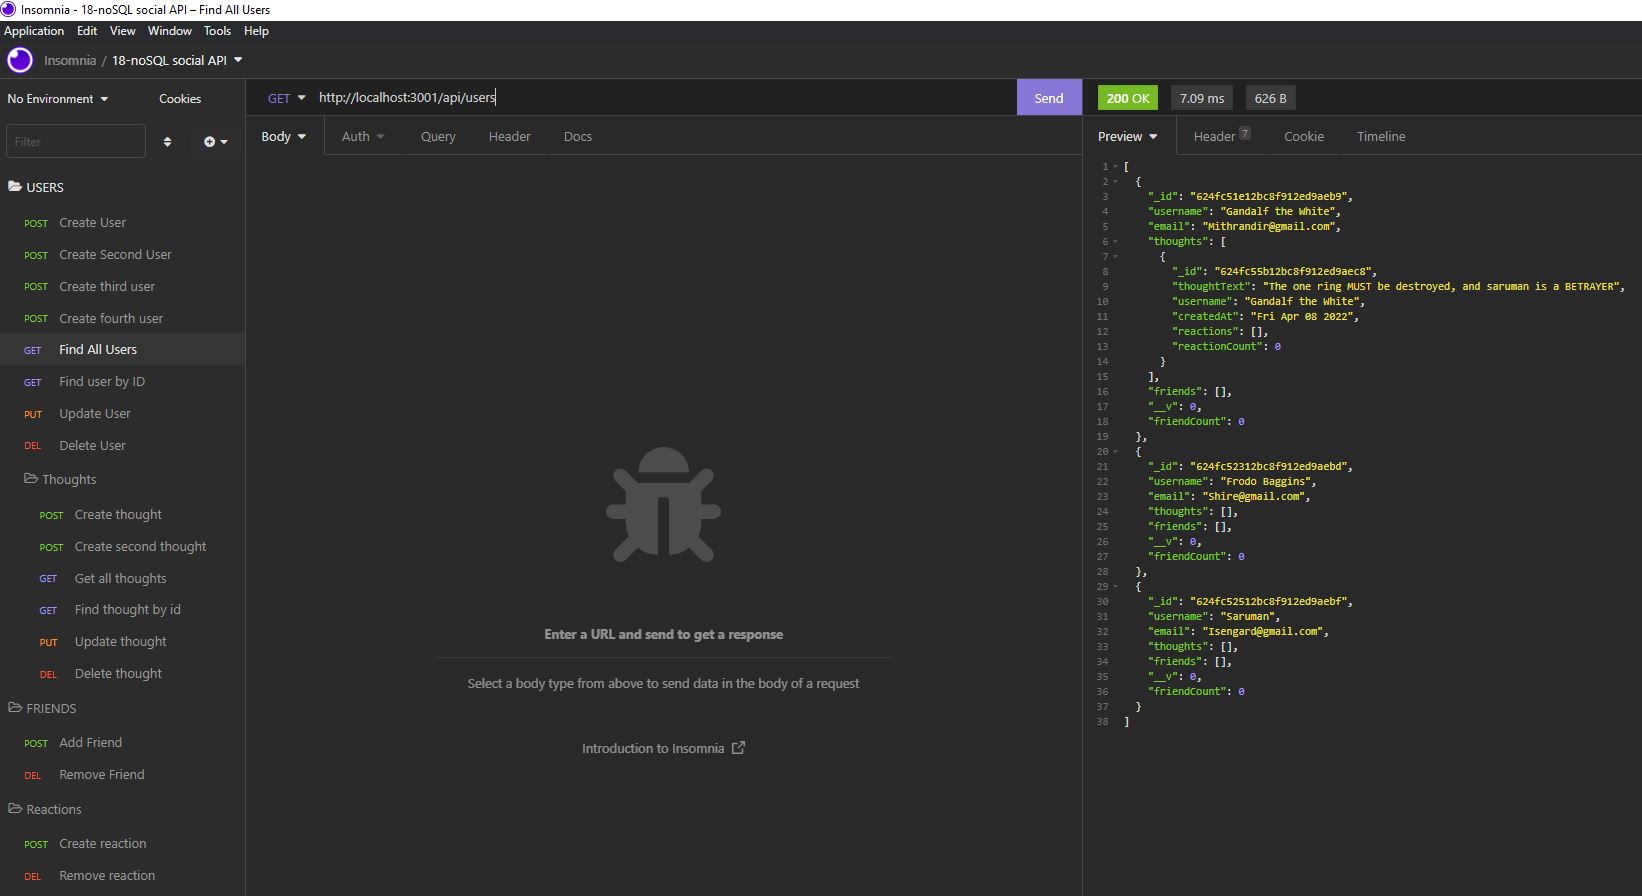 Insomnia - 18-noSQL social API – Find All Users
Application Edit View Window Tools Help
Insomnia / 18-noSQL social API
No Environment Cookies
Filter
USERS
POST Create User
POST Create Second User
POST Create third user
POST Create fourth user
GET Find All Users
GET Find user by ID
PUT Update User
DEL Delete User
Thoughts
POST Create thought
POST Create second thought
GET Get all thoughts
GET Find thought by id
PUT Update thought
DEL Delete thought
FRIENDS
POST Add Friend
DEL Remove Friend
Reactions
POST Create reaction
DEL Remove reaction
GET http://localhost:3001/api/users Send
Body Auth Query Header Docs
Enter a URL and send to get a response
Select a body type from above to send data in the body of a request
Introduction to Insomnia
200 OK 7.09 ms 626 B
Preview Header 7 Cookie Timeline
1 [
2 {
3 "_id": "624fc51e12bc8f912ed9aeb9",
4 "username": "Gandalf the White",
5 "email": "Mithrandir@gmail.com",
6 "thoughts": [
7 {
8 "_id": "624fc55b12bc8f912ed9aec8",
9 "thoughtText": "The one ring MUST be destroyed, and saruman is a BETRAYER",
10 "username": "Gandalf the White",
11 "createdAt": "Fri Apr 08 2022",
12 "reactions": [],
13 "reactionCount": 0
14 }
15 ],
16 "friends": [],
17 "__v": 0,
18 "friendCount": 0
19 },
20 {
21 "_id": "624fc52312bc8f912ed9aebd",
22 "username": "Frodo Baggins",
23 "email": "Shire@gmail.com",
24 "thoughts": [],
25 "friends": [],
26 "__v": 0,
27 "friendCount": 0
28 },
29 {
30 "_id": "624fc52512bc8f912ed9aebf",
31 "username": "Saruman",
32 "email": "Isengard@gmail.com",
33 "thoughts": [],
34 "friends": [],
35 "__v": 0,
36 "friendCount": 0
37 }
38 ]